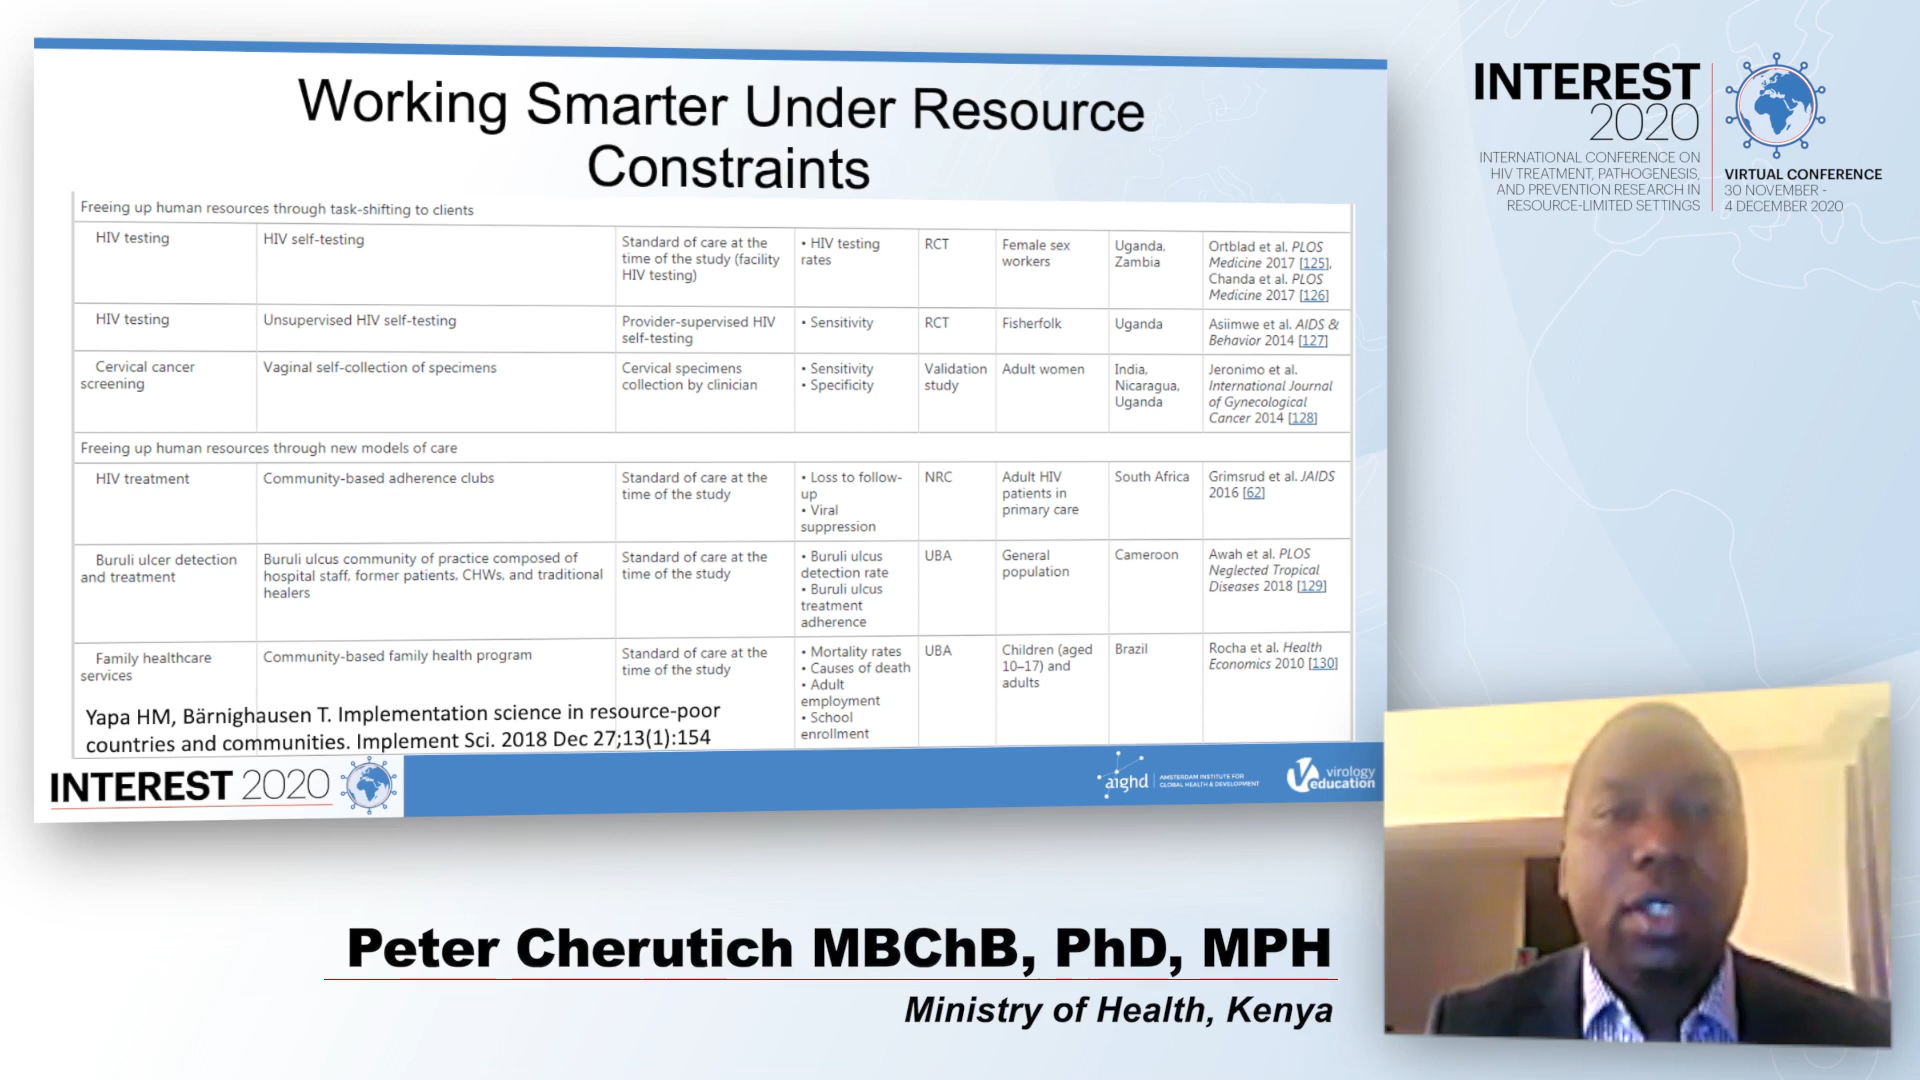 Working Smarter Under Resource
Constraints
Freeing up human resources through task-shifting to clients
HIV testing
HIV self-testing
Standard of care at the
time of the study (facility
HIV testing)
• HIV testing
rates
RCT
Female sex
workers
Uganda,
Zambia
Ortblad et al. PLOS
Medicine 2017 [125],
Chanda et al. PLOS
Medicine 2017 [126]
HIV testing
Unsupervised HIV self-testing
Provider-supervised HIV
self-testing
• Sensitivity
RCT
Fisherfolk
Uganda
Asiimwe et al. AIDS &
Behavior 2014 [127]
Cervical cancer
screening
Vaginal self-collection of specimens
Cervical specimens
collection by clinician
• Sensitivity
• Specificity
Validation
study
Adult women
India,
Nicaragua,
Uganda
Jeronimo et al.
International Journal
of Gynecological
Cancer 2014 [128]
Freeing up human resources through new models of care
HIV treatment
Community-based adherence clubs
Standard of care at the
time of the study
• Loss to follow-
up
• Viral
suppression
NRC
Adult HIV
patients in
primary care
South Africa
Grimsrud et al. JAIDS
2016 [62]
Buruli ulcer detection
and treatment
Buruli ulcus community of practice composed of
hospital staff, former patients, CHWs, and traditional
healers
Standard of care at the
time of the study
• Buruli ulcus
detection rate
• Buruli ulcus
treatment
adherence
UBA
General
population
Cameroon
Awah et al. PLOS
Neglected Tropical
Diseases 2018 [129]
Family healthcare
services
Community-based family health program
Standard of care at the
time of the study
• Mortality rates
• Causes of death
• Adult
employment
• School
enrollment
UBA
Children (aged
10–17) and
adults
Brazil
Rocha et al. Health
Economics 2010 [130]
Yapa HM, Bärnighausen T. Implementation science in resource-poor
countries and communities. Implement Sci. 2018 Dec 27;13(1):154
INTEREST 2020
aighd
AMSTERDAM INSTITUTE FOR
GLOBAL HEALTH & DEVELOPMENT
virology
education
INTEREST
2020
INTERNATIONAL CONFERENCE ON
HIV TREATMENT, PATHOGENESIS,
AND PREVENTION RESEARCH IN
RESOURCE-LIMITED SETTINGS
VIRTUAL CONFERENCE
30 NOVEMBER -
4 DECEMBER 2020
Peter Cherutich MBChB, PhD, MPH
Ministry of Health, Kenya